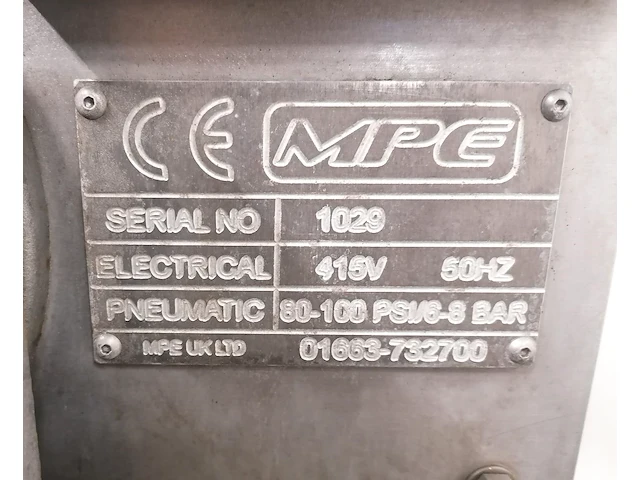 CE MPE
SERIAL NO 1029
ELECTRICAL 415V 50HZ
PNEUMATIC 80-100 PSI/6-8 BAR
MPE UK LTD 01663-732700